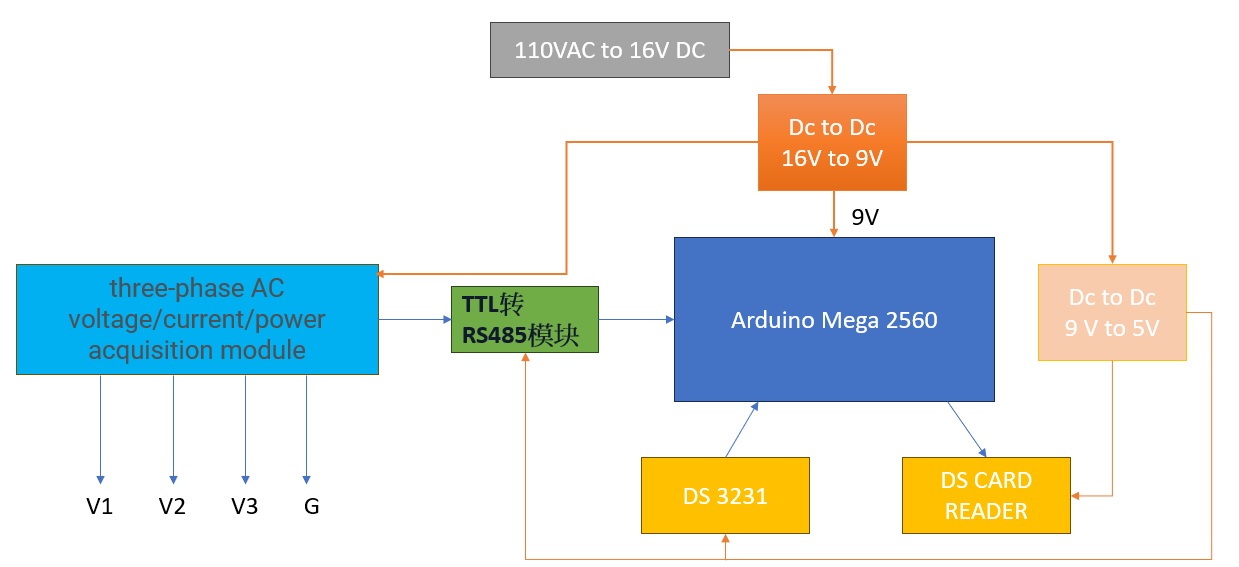 110VAC to 16V DC
Dc to Dc
16V to 9V
9V
three-phase AC
voltage/current/power
acquisition module
TTL转
RS485模块
Arduino Mega 2560
Dc to Dc
9 V to 5V
DS 3231
DS CARD
READER
V1
V2
V3
G